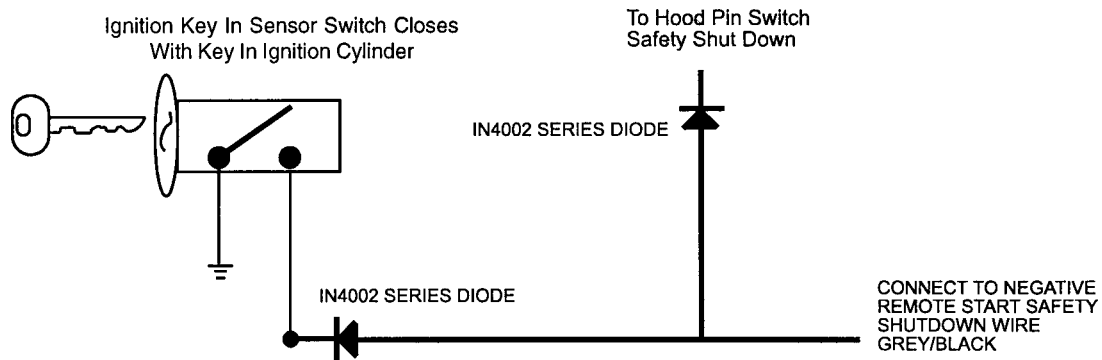 Ignition Key In Sensor Switch Closes
With Key In Ignition Cylinder
To Hood Pin Switch
Safety Shut Down
IN4002 SERIES DIODE
IN4002 SERIES DIODE
CONNECT TO NEGATIVE
REMOTE START SAFETY
SHUTDOWN WIRE
GREY/BLACK